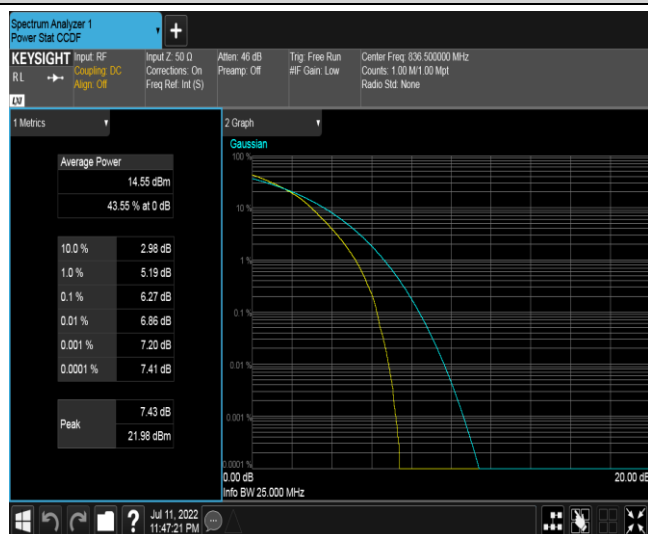 Spectrum Analyzer 1
Power Stat CCDF
KEYSIGHT
RL
LXI
Input: RF
Coupling: DC
Align: Off
Input Z: 50 Ω
Corrections: On
Freq Ref: Int (S)
Atten: 46 dB
Preamp: Off
Trig: Free Run
#IF Gain: Low
Center Freq: 836.500000 MHz
Counts: 1.00 M/1.00 Mpt
Radio Std: None
1 Metrics
Average Power
14.55 dBm
43.55 % at 0 dB
10.0 % 2.98 dB
1.0 % 5.19 dB
0.1 % 6.27 dB
0.01 % 6.86 dB
0.001 % 7.20 dB
0.0001 % 7.41 dB
Peak
7.43 dB
21.98 dBm
2 Graph
Gaussian
100 %
10 %
1 %
0.1 %
0.01 %
0.001 %
0.0001 %
0.00 dB 20.00 dB
Info BW 25.000 MHz
?
Jul 11, 2022
11:47:21 PM